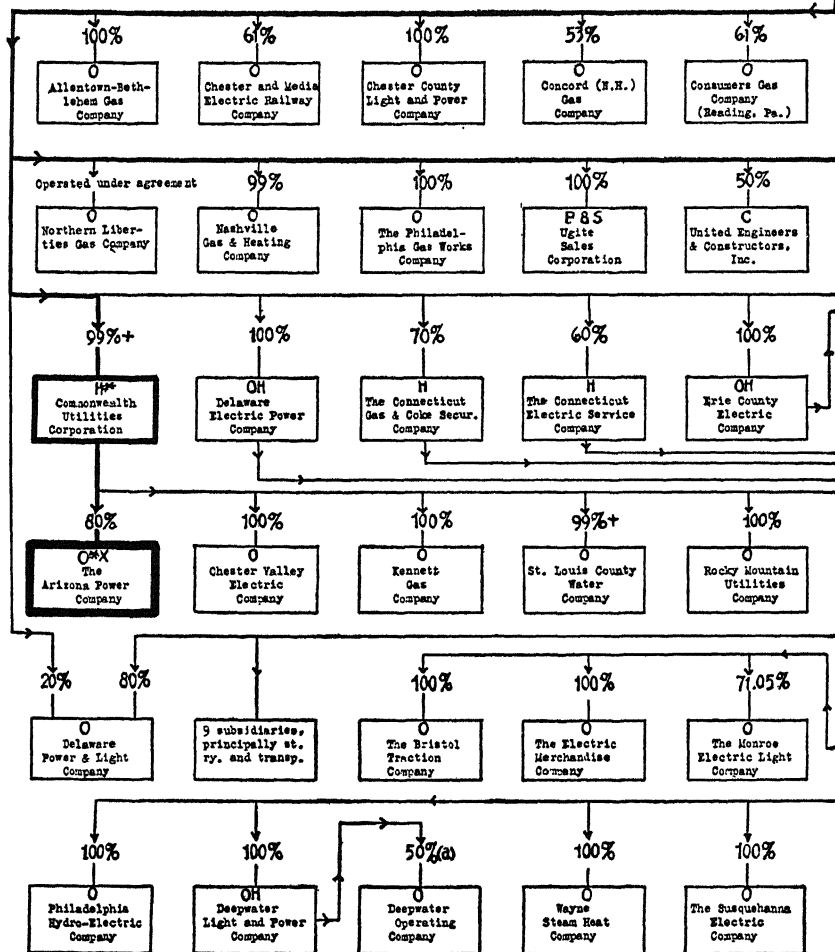 100%
61%
100%
53%
61%
O
Allentown-Beth-
lehem Gas
Company
O
Chester and Media
Electric Railway
Company
O
Chester County
Light and Power
Company
O
Concord (N.H.)
Gas
Company
O
Consumers Gas
Company
(Reading, Pa.)
Operated under agreement
99%
100%
100%
50%
O
Northern Liber-
ties Gas Company
O
Nashville
Gas & Heating
Company
O
The Philadel-
phia Gas Works
Company
P & S
Ugite
Sales
Corporation
C
United Engineers
& Constructors,
Inc.
99%+
100%
70%
60%
100%
H**
Commonwealth
Utilities
Corporation
OH
Delaware
Electric Power
Company
H
The Connecticut
Gas & Coke Secur.
Company
H
The Connecticut
Electric Service
Company
OH
Erie County
Electric
Company
80%
100%
100%
99%+
100%
O**X
The
Arizona Power
Company
O
Chester Valley
Electric
Company
O
Kennett
Gas
Company
O
St. Louis County
Water
Company
O
Rocky Mountain
Utilities
Company
20%
80%
100%
100%
71.05%
O
Delaware
Power & Light
Company
9 subsidiaries,
principally st.
ry. and transp.
O
The Bristol
Traction
Company
O
The Electric
Merchandise
Company
O
The Monroe
Electric Light
Company
100%
100%
50%(a)
100%
100%
O
Philadelphia
Hydro-Electric
Company
OH
Deepwater
Light and Power
Company
O
Deepwater
Operating
Company
O
Wayne
Steam Heat
Company
O
The Susquehanna
Electric
Company